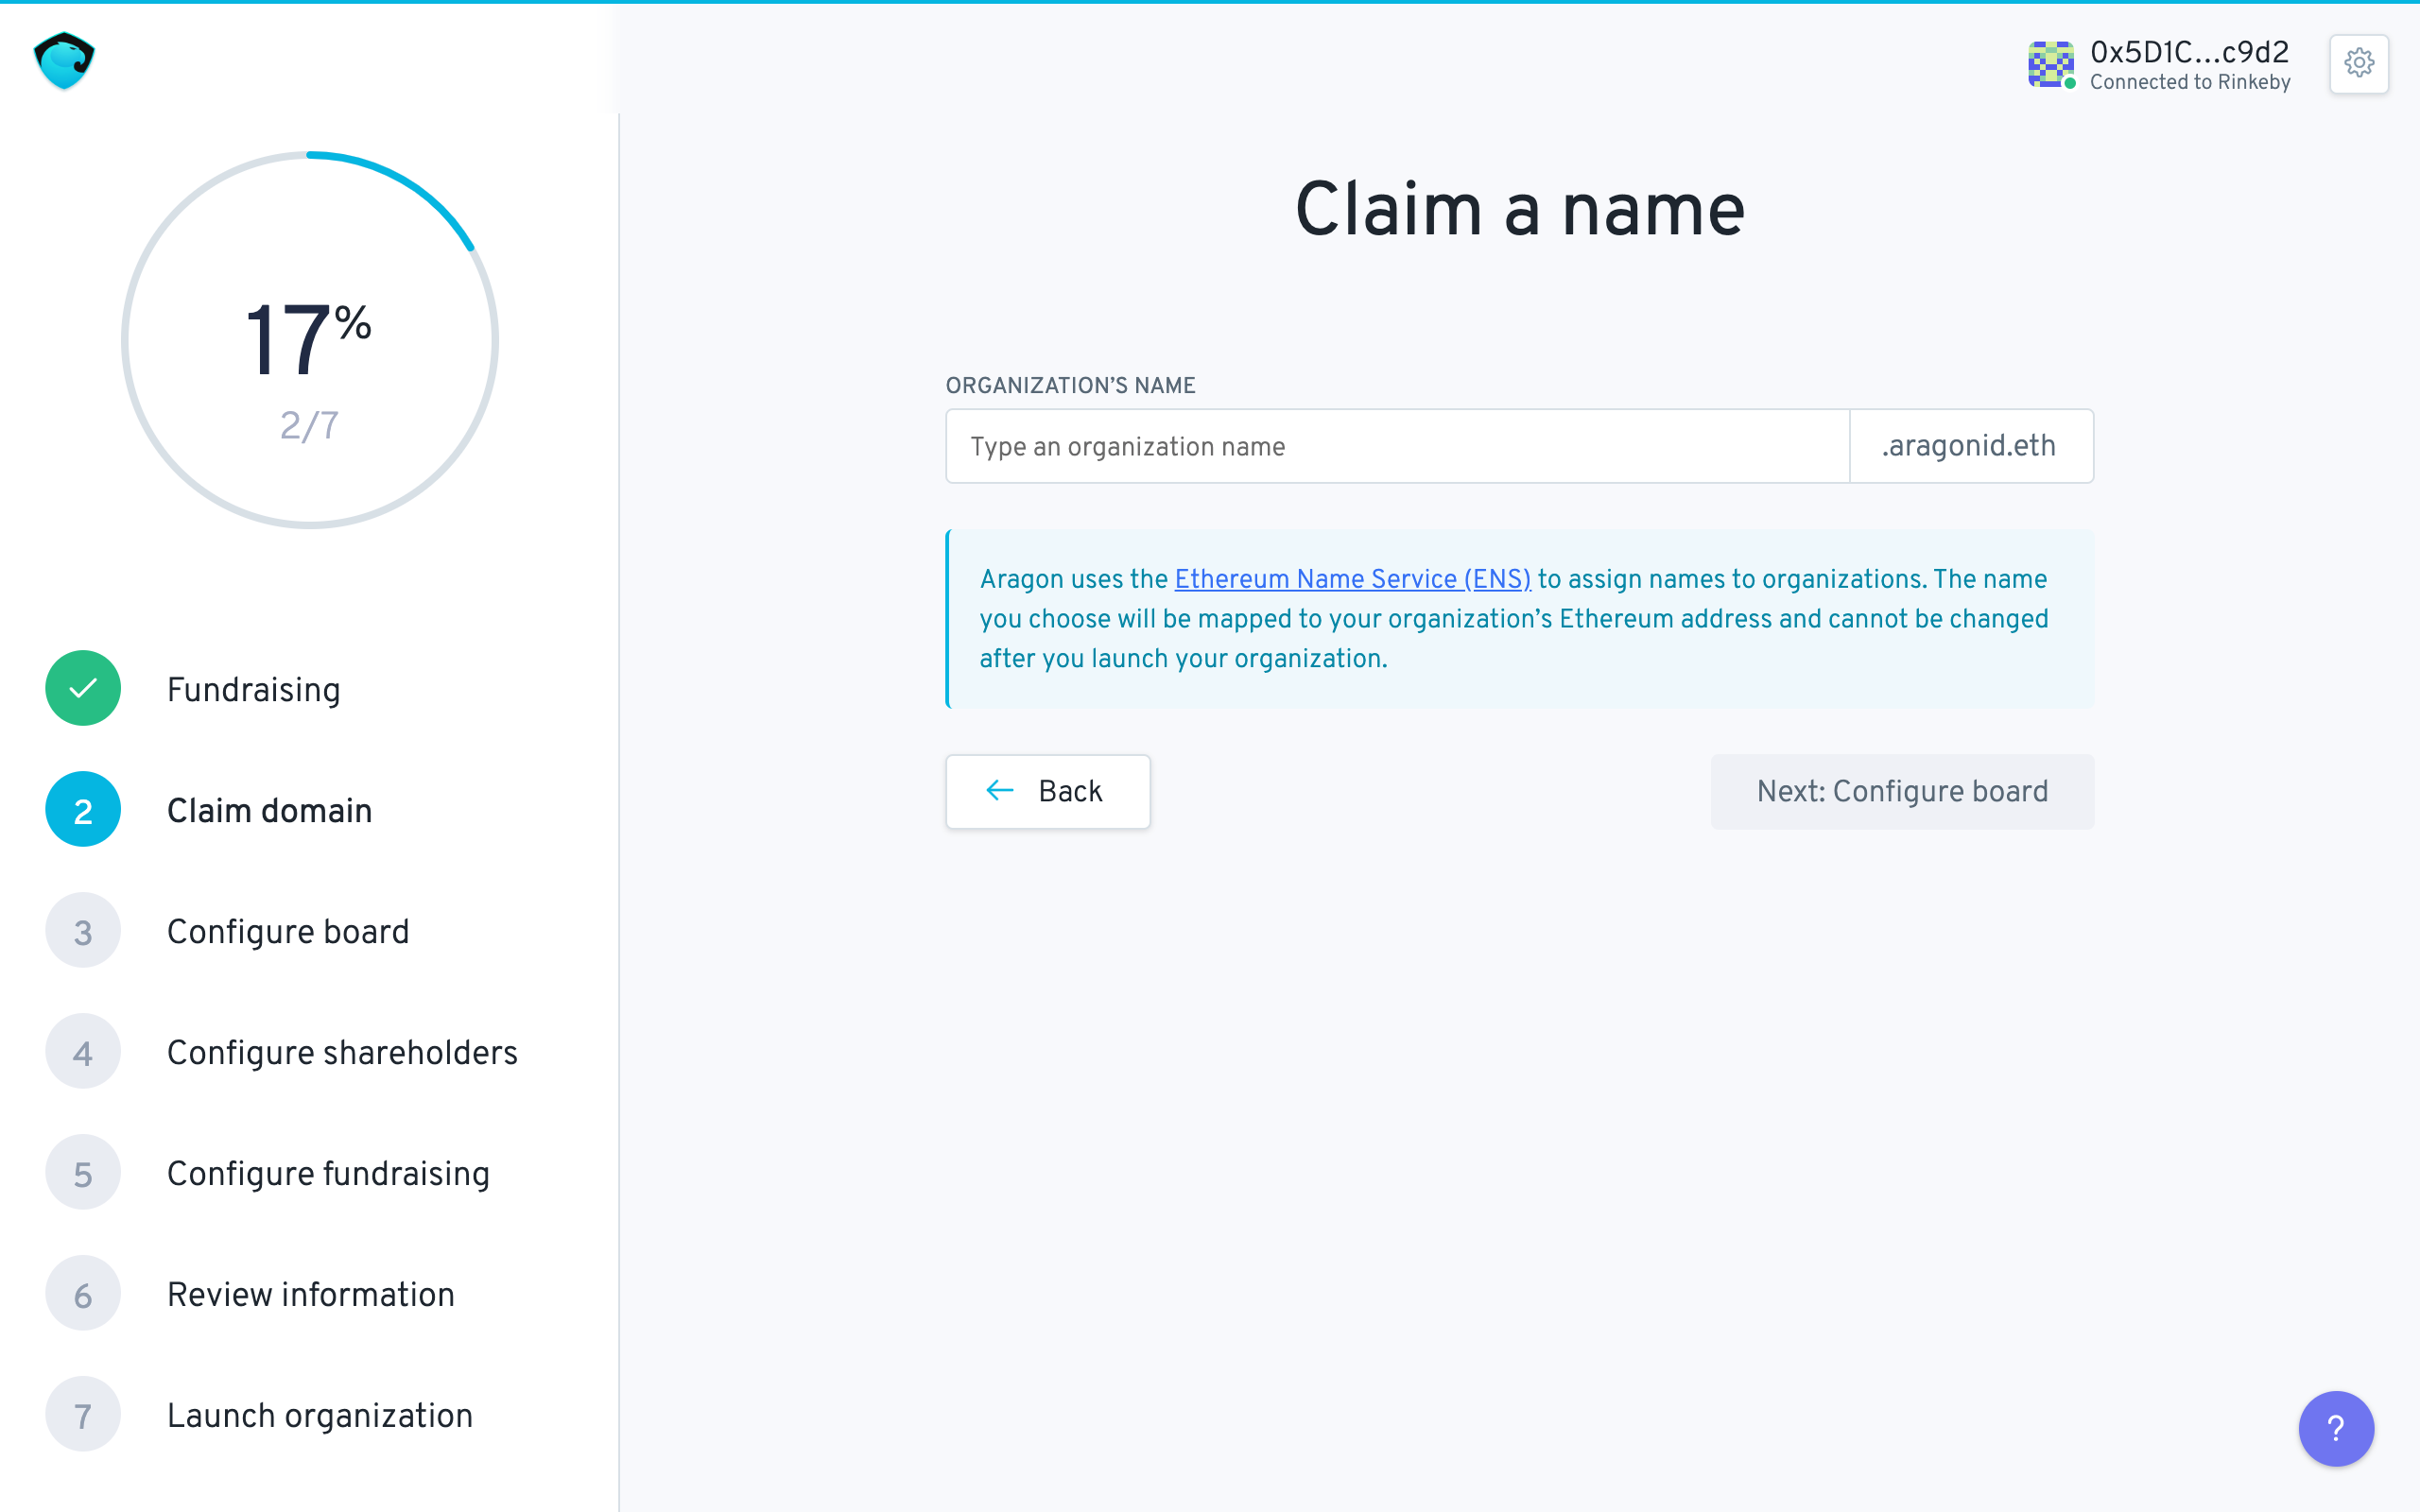 0x5D1C...c9d2
Connected to Rinkeby
17%
2/7
Fundraising
2 Claim domain
3 Configure board
4 Configure shareholders
5 Configure fundraising
6 Review information
7 Launch organization
Claim a name
ORGANIZATION’S NAME
Type an organization name .aragonid.eth
Aragon uses the Ethereum Name Service (ENS) to assign names to organizations. The name
you choose will be mapped to your organization’s Ethereum address and cannot be changed
after you launch your organization.
Back Next: Configure board
?